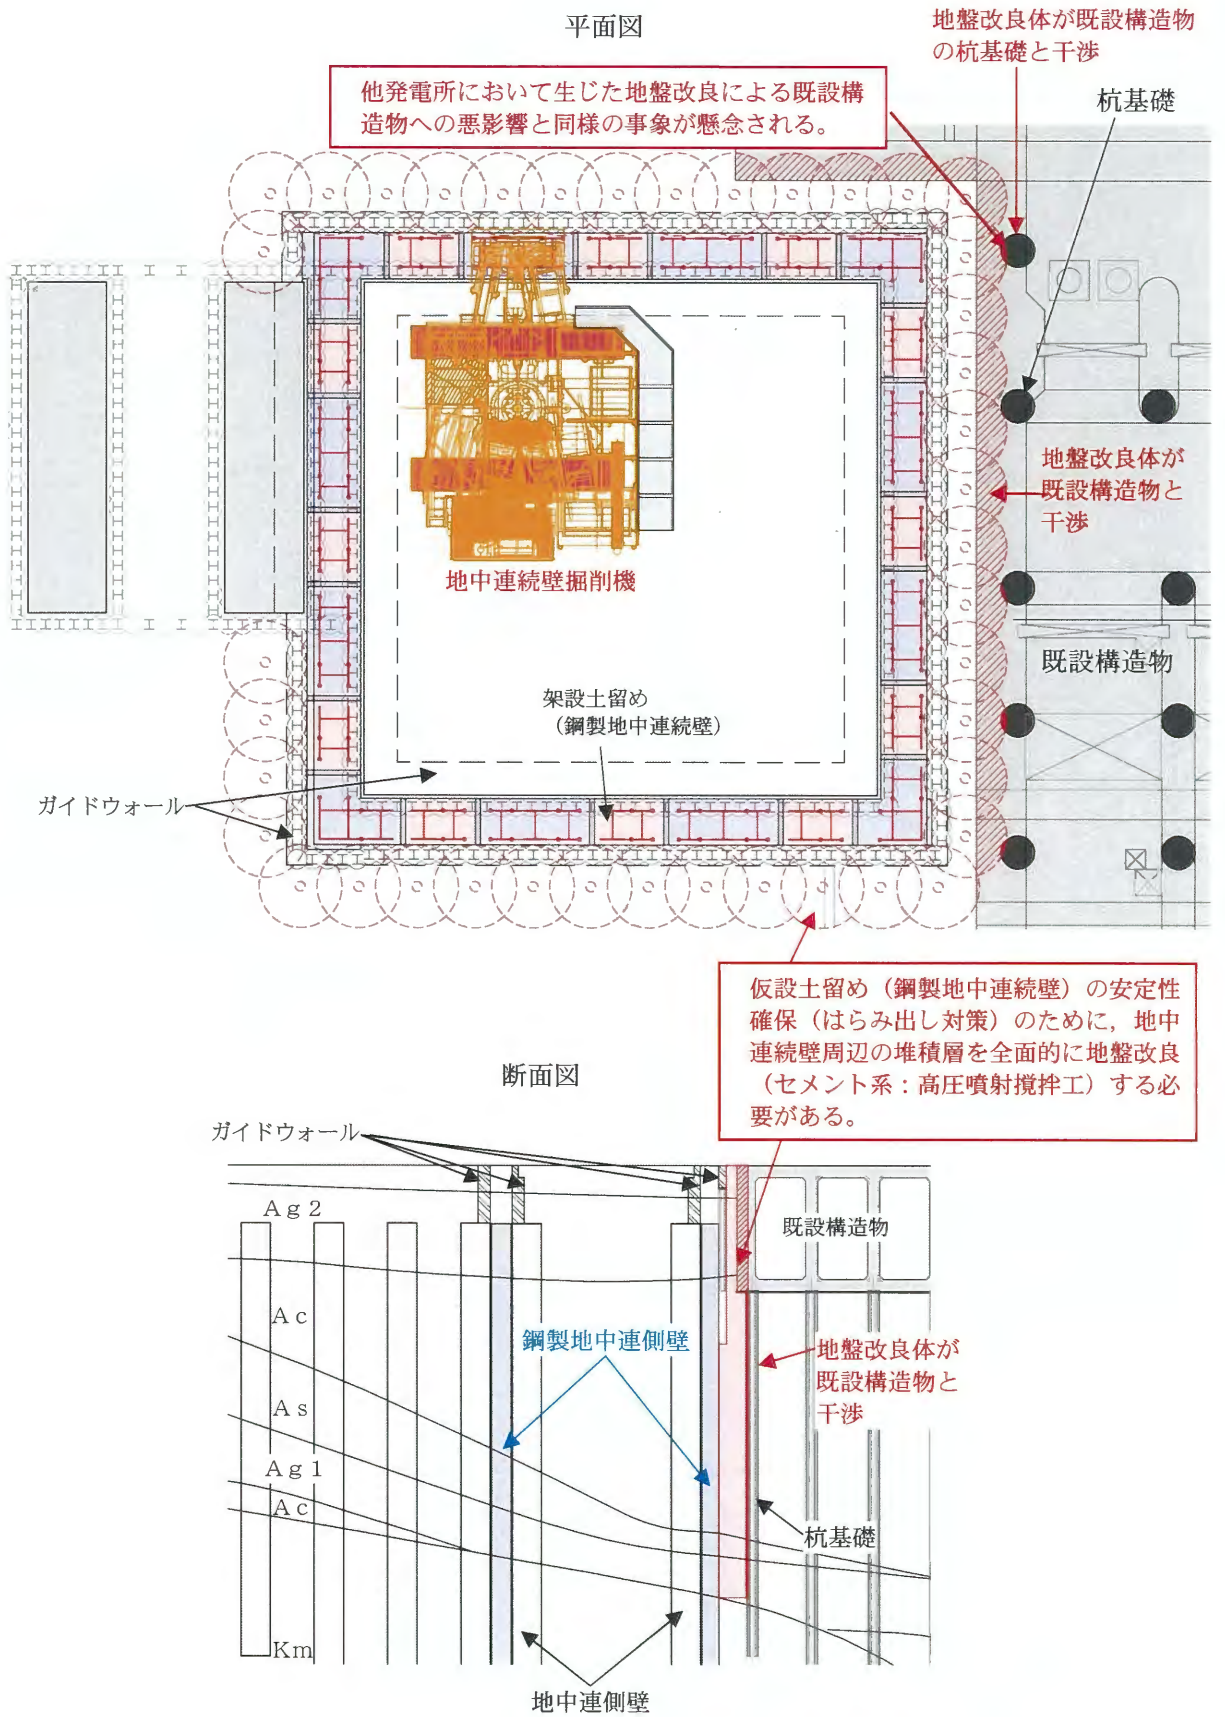 平面図
地盤改良体が既設構造物
の杭基礎と干渉
他発電所において生じた地盤改良による既設構
造物への悪影響と同様の事象が懸念される。
杭基礎
地盤改良体が
既設構造物と
干渉
地中連続壁掘削機
既設構造物
架設土留め
(鋼製地中連続壁)
ガイドウォール
仮設土留め(鋼製地中連続壁)の安定性
確保(はらみ出し対策)のために,地中
連続壁周辺の堆積層を全面的に地盤改良
(セメント系:高圧噴射撹拌工)する必
要がある。
断面図
ガイドウォール
Ag2
既設構造物
Ac
鋼製地中連側壁
地盤改良体が
既設構造物と
干渉
As
Ag1
Ac
杭基礎
Km
地中連側壁